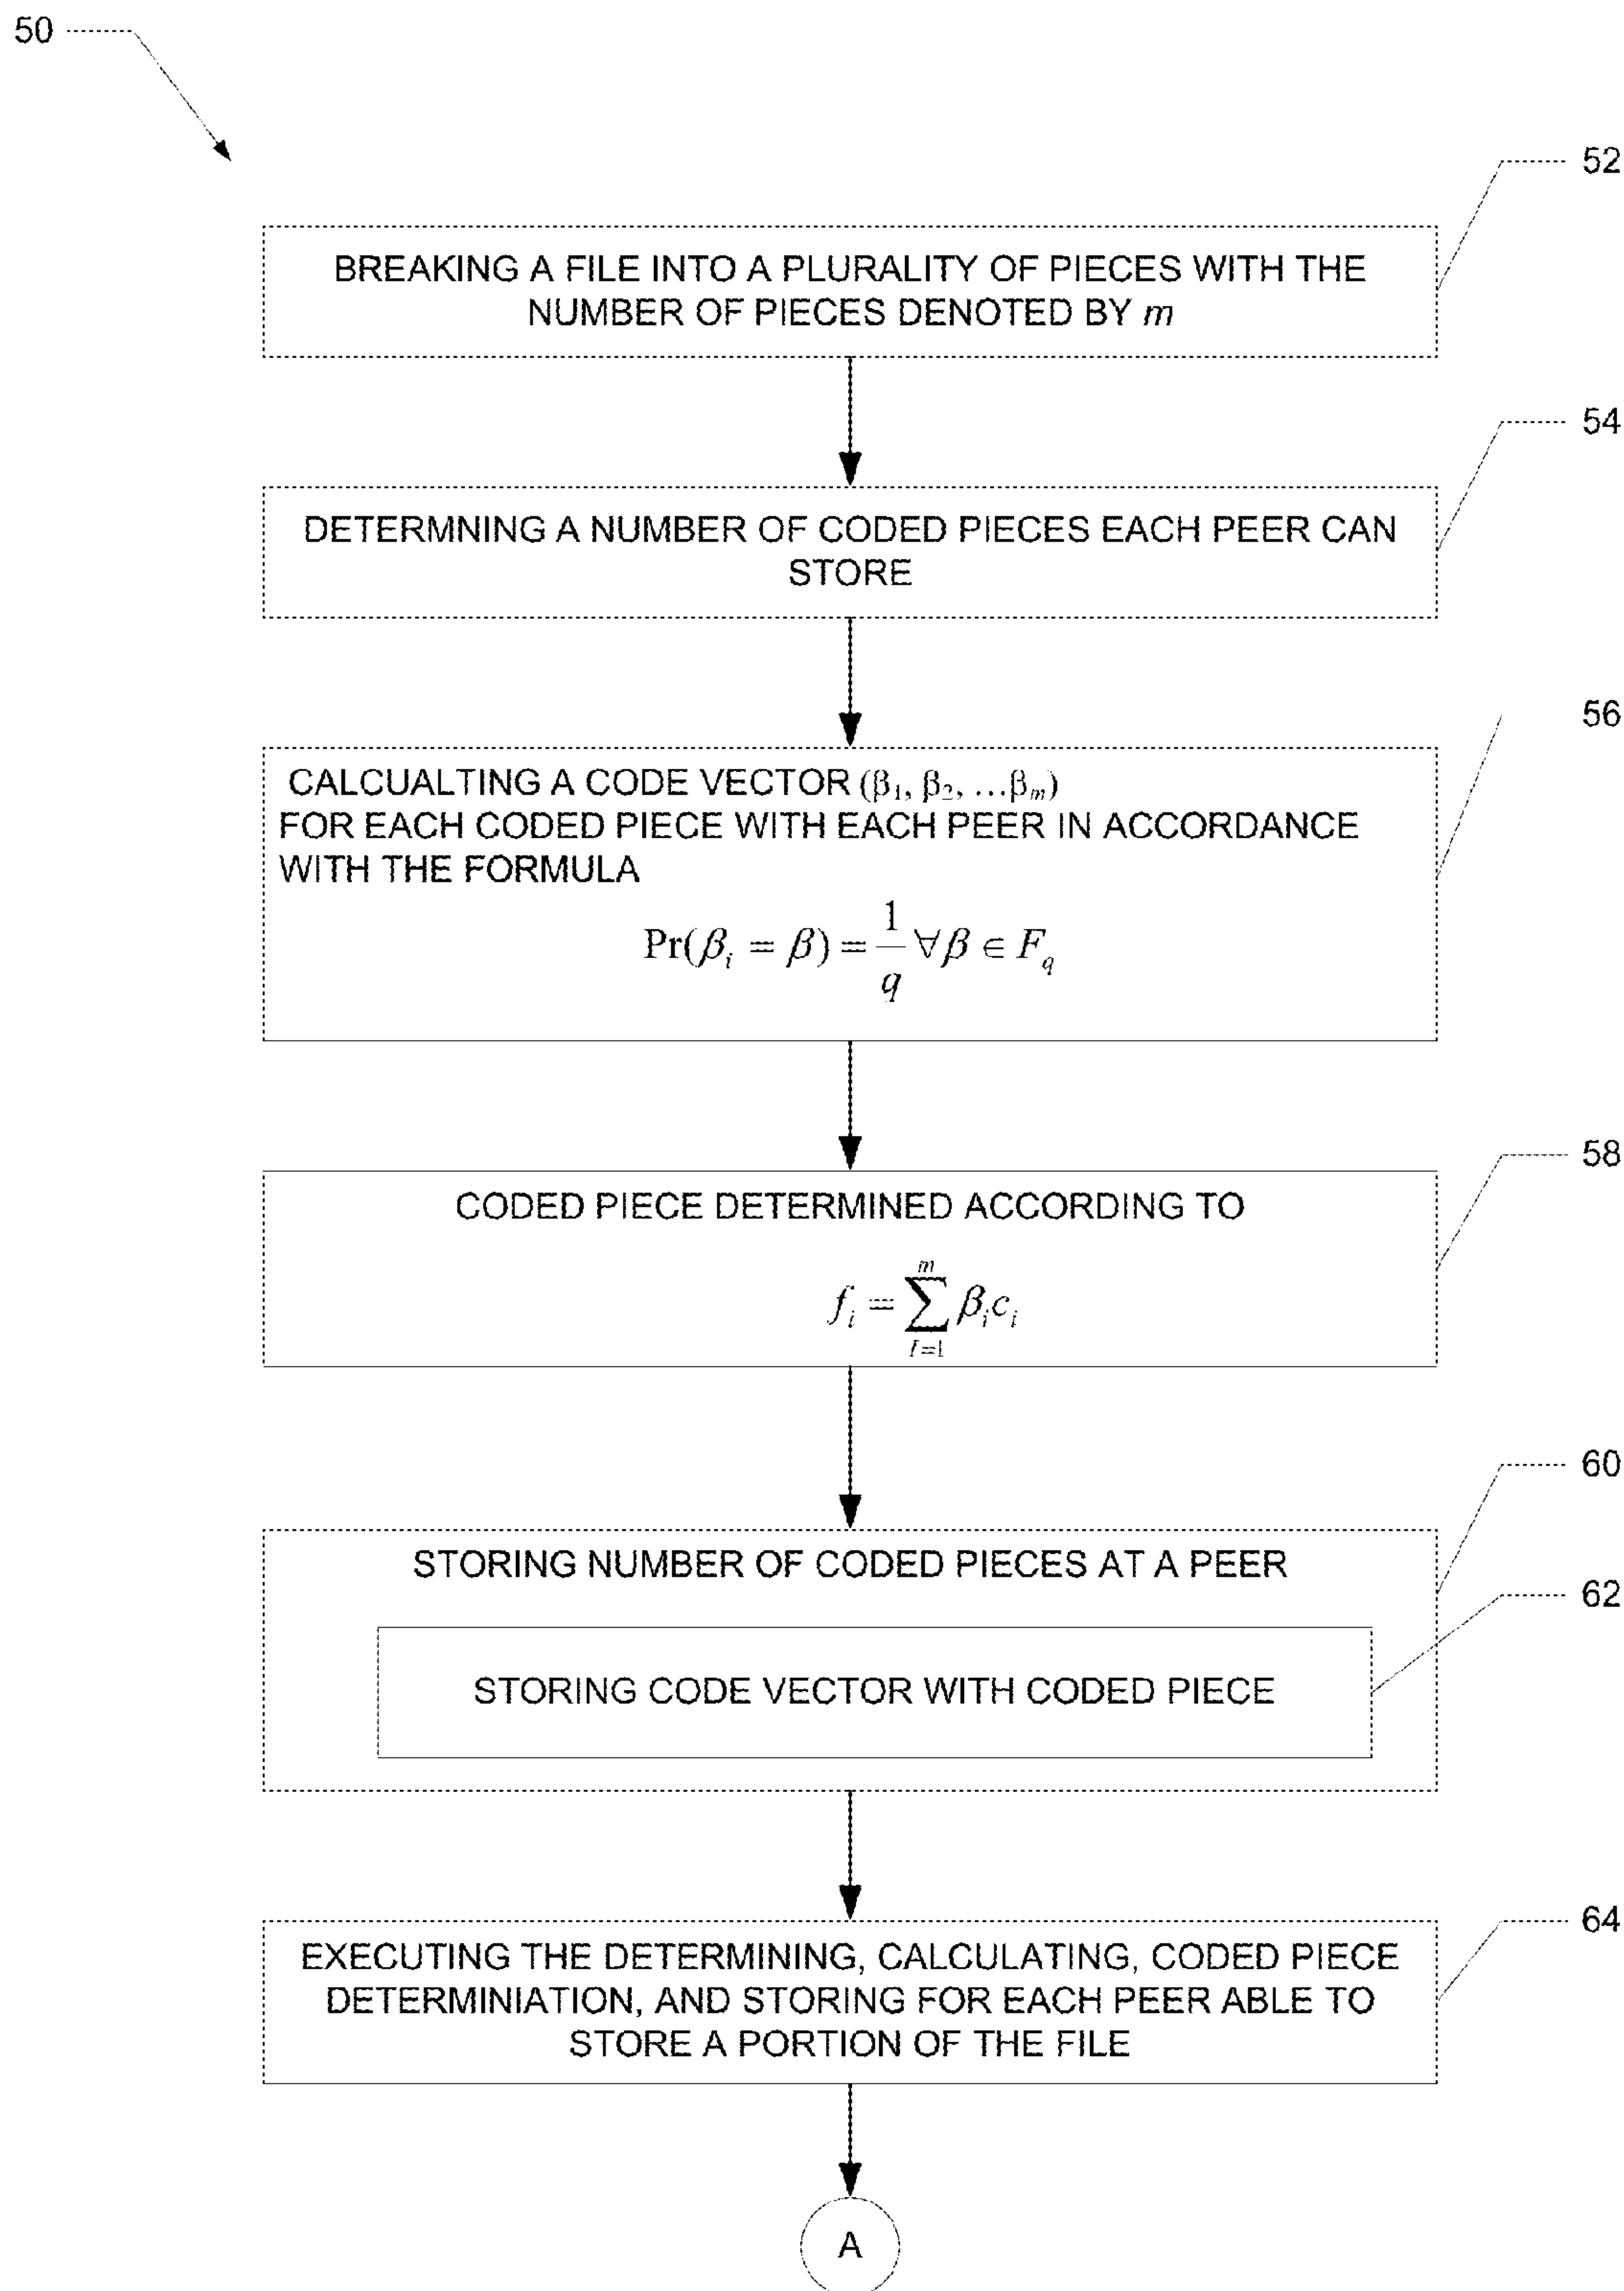 50
52
BREAKING A FILE INTO A PLURALITY OF PIECES WITH THE
NUMBER OF PIECES DENOTED BY m
54
DETERMNING A NUMBER OF CODED PIECES EACH PEER CAN
STORE
56
CALCUALTING A CODE VECTOR (β₁, β₂, …βₘ)
FOR EACH CODED PIECE WITH EACH PEER IN ACCORDANCE
WITH THE FORMULA
Pr(βᵢ = β) = 1/q ∀β ∈ F_q
58
CODED PIECE DETERMINED ACCORDING TO
fᵢ = ∑_{I=1}^{m} βᵢcᵢ
60
STORING NUMBER OF CODED PIECES AT A PEER
62
STORING CODE VECTOR WITH CODED PIECE
64
EXECUTING THE DETERMINING, CALCULATING, CODED PIECE
DETERMINIATION, AND STORING FOR EACH PEER ABLE TO
STORE A PORTION OF THE FILE
A